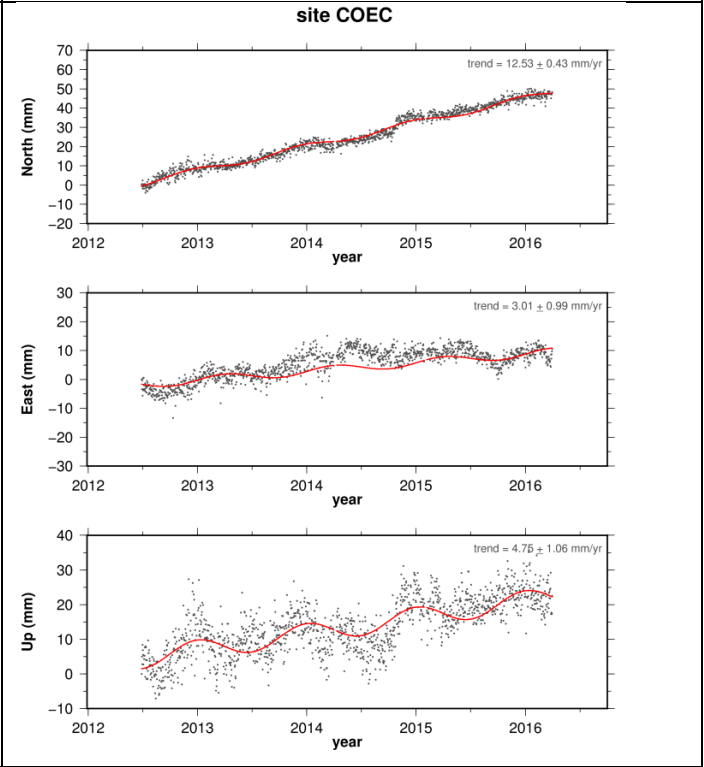 site COEC
trend = 12.53 ± 0.43 mm/yr
70
60
50
40
30
20
10
0
−10
−20
North (mm)
2012 2013 2014 2015 2016
year
trend = 3.01 ± 0.99 mm/yr
30
20
10
0
−10
−20
−30
East (mm)
2012 2013 2014 2015 2016
year
trend = 4.75 ± 1.06 mm/yr
40
30
20
10
0
−10
Up (mm)
2012 2013 2014 2015 2016
year